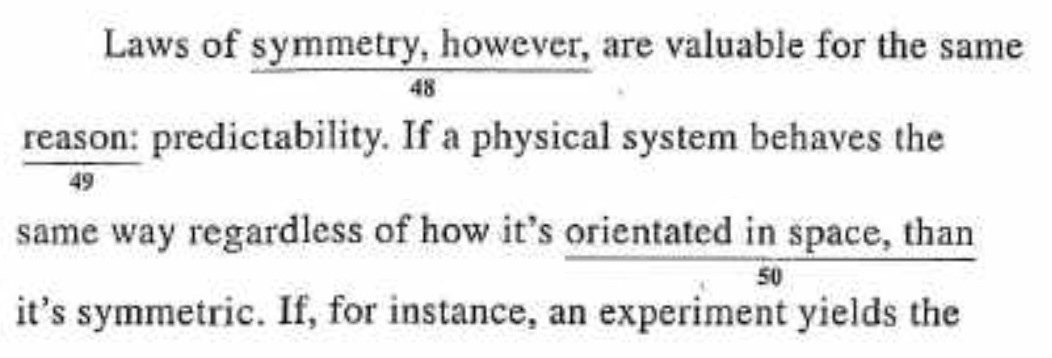 Laws of symmetry, however, are valuable for the same
48
reason: predictability. If a physical system behaves the
49
same way regardless of how it's orientated in space, than
50
it's symmetric. If, for instance, an experiment yields the